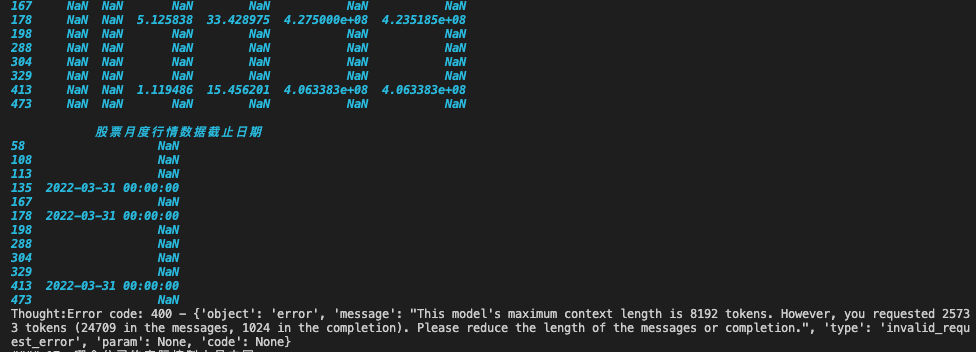 167 NaN NaN NaN NaN NaN NaN
178 NaN NaN 5.125838 33.428975 4.275000e+08 4.235185e+08
198 NaN NaN NaN NaN NaN NaN
288 NaN NaN NaN NaN NaN NaN
304 NaN NaN NaN NaN NaN NaN
329 NaN NaN NaN NaN NaN NaN
413 NaN NaN 1.119486 15.456201 4.063383e+08 4.063383e+08
473 NaN NaN NaN NaN NaN NaN
股票月度行情数据截止日期
58 NaN
108 NaN
113 NaN
135 2022-03-31 00:00:00
167 NaN
178 2022-03-31 00:00:00
198 NaN
288 NaN
304 NaN
329 NaN
413 2022-03-31 00:00:00
473 NaN
Thought:Error code: 400 - {'object': 'error', 'message': "This model's maximum context length is 8192 tokens. However, you requested 2573
3 tokens (24709 in the messages, 1024 in the completion). Please reduce the length of the messages or completion.", 'type': 'invalid_requ
est_error', 'param': None, 'code': None}